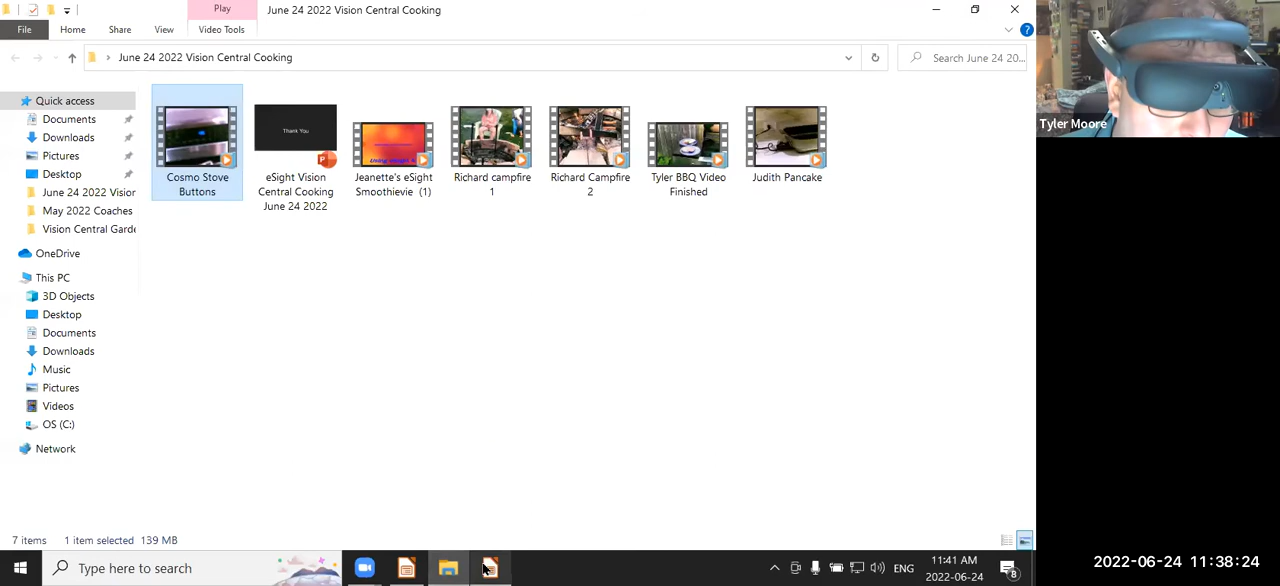 Play
June 24 2022 Vision Central Cooking
File
Home
Share
View
Video Tools
June 24 2022 Vision Central Cooking
Search June 24 20...
Quick access
Documents
Downloads
Pictures
Desktop
June 24 2022 Vision
May 2022 Coaches
Vision Central Garde
OneDrive
This PC
3D Objects
Desktop
Documents
Downloads
Music
Pictures
Videos
OS (C:)
Network
Thank You
Cosmo Stove
Buttons
eSight Vision
Central Cooking
June 24 2022
Jeanette's eSight
Smoothievie (1)
Richard campfire
1
Richard Campfire
2
Tyler BBQ Video
Finished
Judith Pancake
Tyler Moore
7 items
1 item selected 139 MB
Type here to search
ENG
11:41 AM
2022-06-24
8
2022-06-24 11:38:24